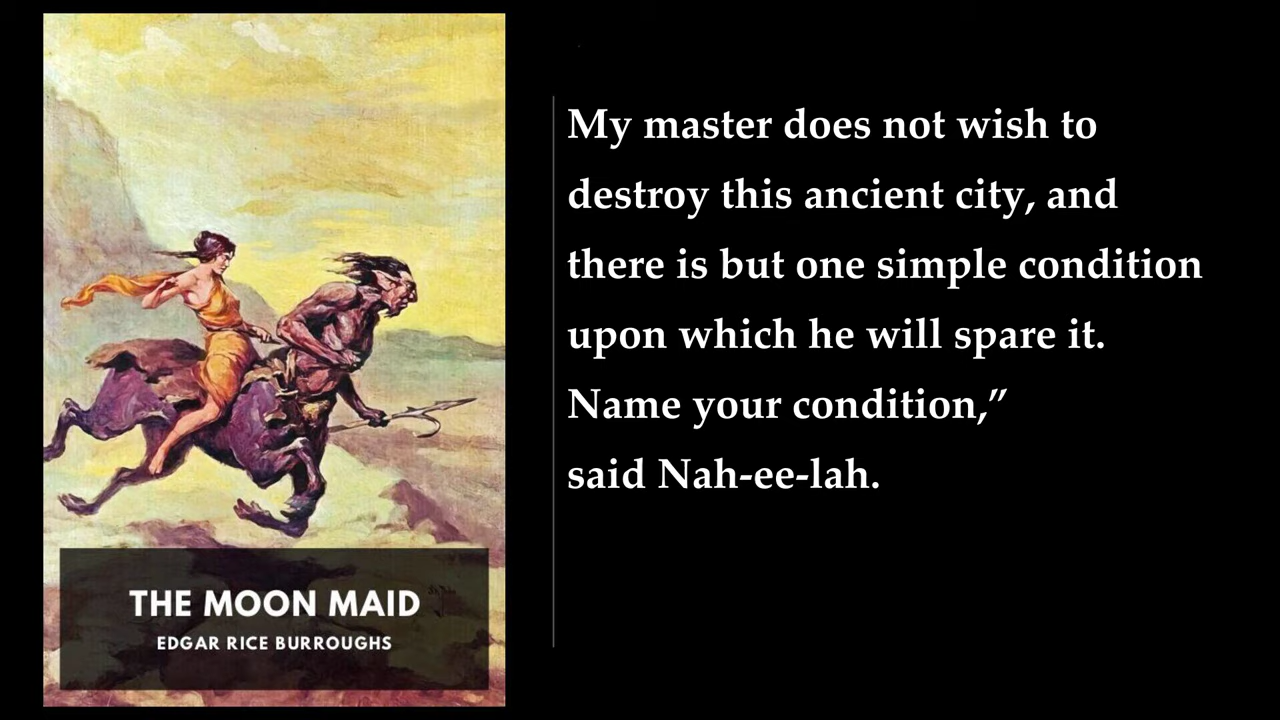 My master does not wish to
destroy this ancient city, and
there is but one simple condition
upon which he will spare it.
Name your condition,”
said Nah-ee-lah.
THE MOON MAID
EDGAR RICE BURROUGHS